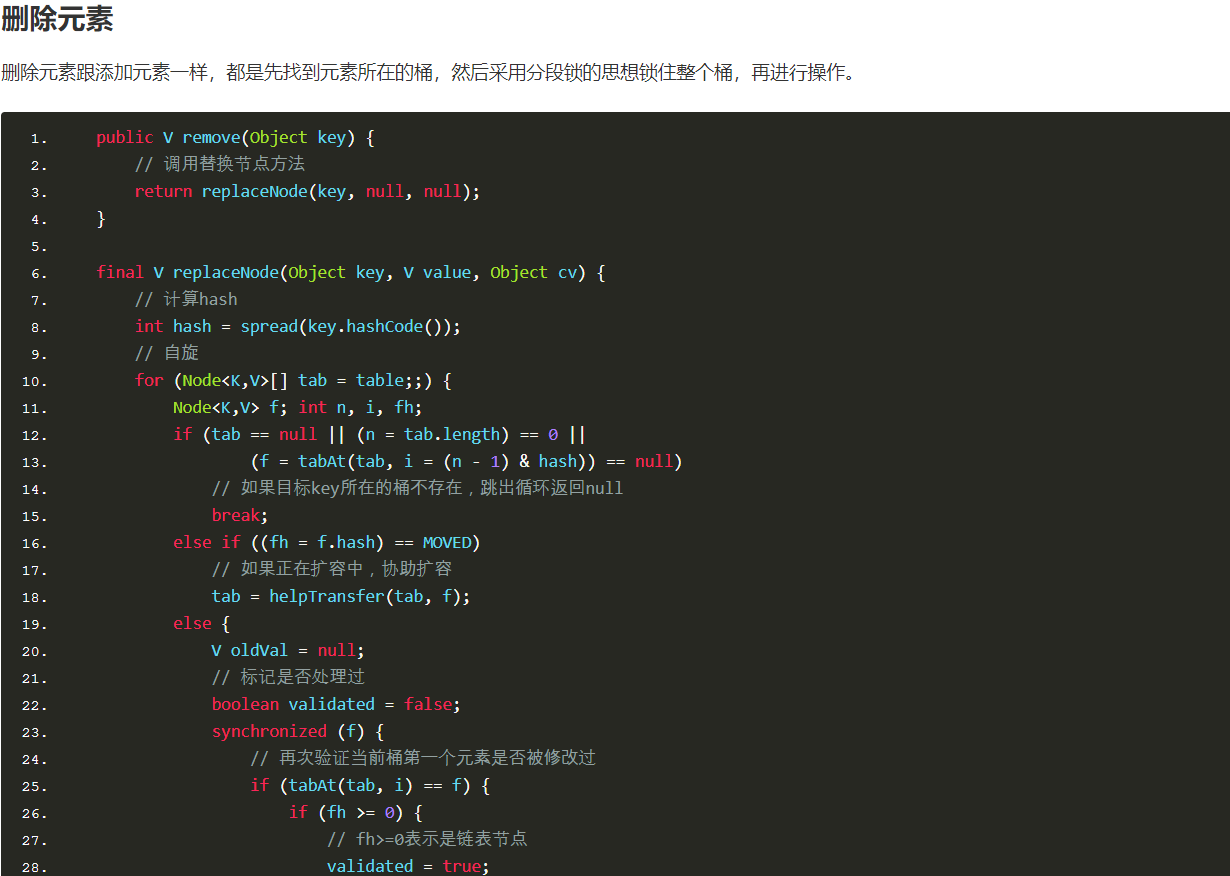 删除元素
删除元素跟添加元素一样，都是先找到元素所在的桶，然后采用分段锁的思想锁住整个桶，再进行操作。
1.     public V remove(Object key) {
2.         // 调用替换节点方法
3.         return replaceNode(key, null, null);
4.     }
5.
6.     final V replaceNode(Object key, V value, Object cv) {
7.         // 计算hash
8.         int hash = spread(key.hashCode());
9.         // 自旋
10.         for (Node<K,V>[] tab = table;;) {
11.             Node<K,V> f; int n, i, fh;
12.             if (tab == null || (n = tab.length) == 0 ||
13.                     (f = tabAt(tab, i = (n - 1) & hash)) == null)
14.                 // 如果目标key所在的桶不存在，跳出循环返回null
15.                 break;
16.             else if ((fh = f.hash) == MOVED)
17.                 // 如果正在扩容中，协助扩容
18.                 tab = helpTransfer(tab, f);
19.             else {
20.                 V oldVal = null;
21.                 // 标记是否处理过
22.                 boolean validated = false;
23.                 synchronized (f) {
24.                     // 再次验证当前桶第一个元素是否被修改过
25.                     if (tabAt(tab, i) == f) {
26.                         if (fh >= 0) {
27.                             // fh>=0表示是链表节点
28.                             validated = true;